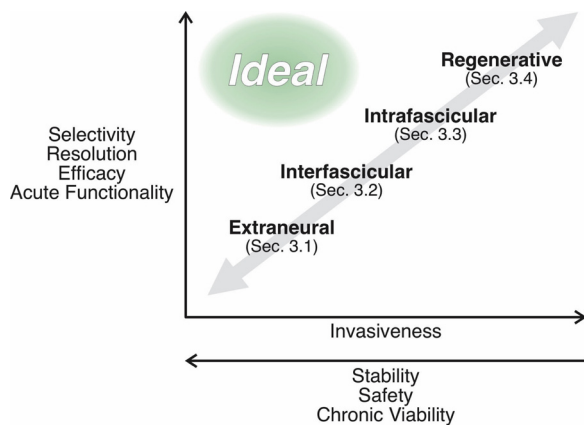 Ideal
Regenerative
(Sec. 3.4)
Intrafascicular
(Sec. 3.3)
Selectivity
Resolution
Efficacy
Acute Functionality
Interfascicular
(Sec. 3.2)
Extraneural
(Sec. 3.1)
Invasiveness
Stability
Safety
Chronic Viability